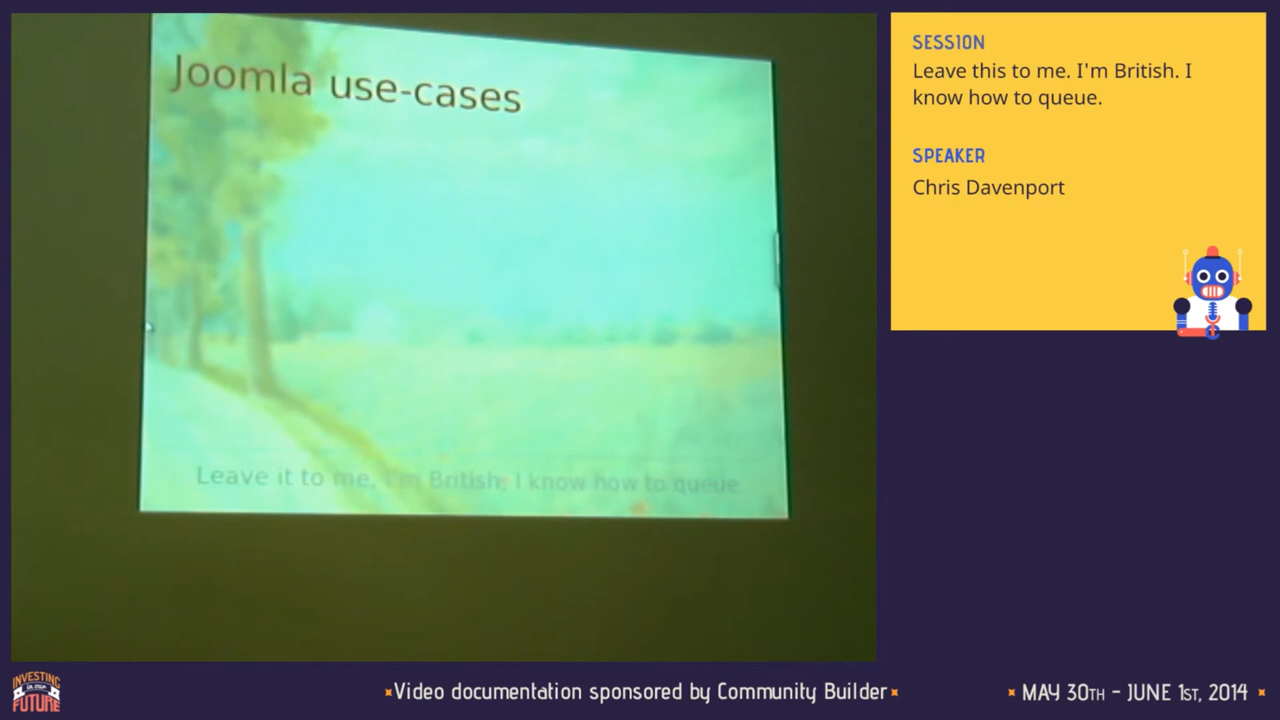 Joomla use-cases
Leave it to me, I'm British, I know how to queue.
SESSION
Leave this to me. I'm British. I
know how to queue.
SPEAKER
Chris Davenport
INVESTING
IN OUR
FUTURE
Video documentation sponsored by Community Builder
MAY 30TH - JUNE 1ST, 2014